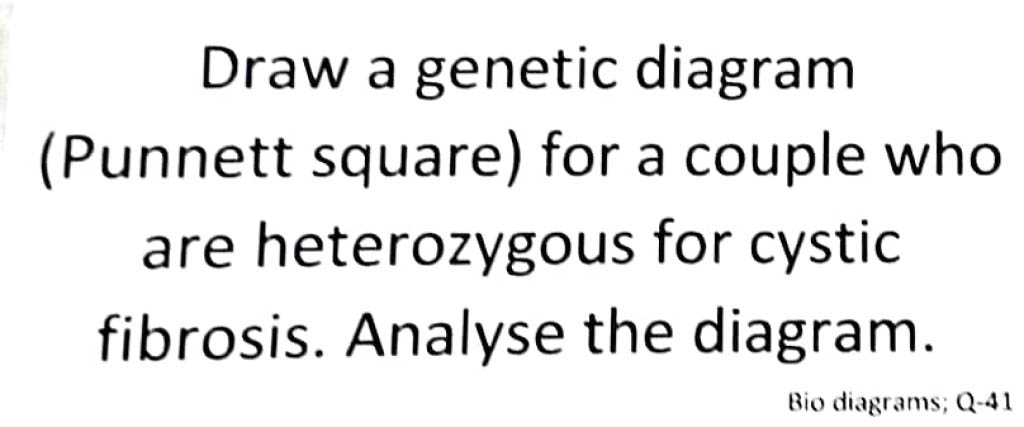 Draw a genetic diagram
(Punnett square) for a couple who
are heterozygous for cystic
fibrosis. Analyse the diagram.
Bio diagrams; Q-41